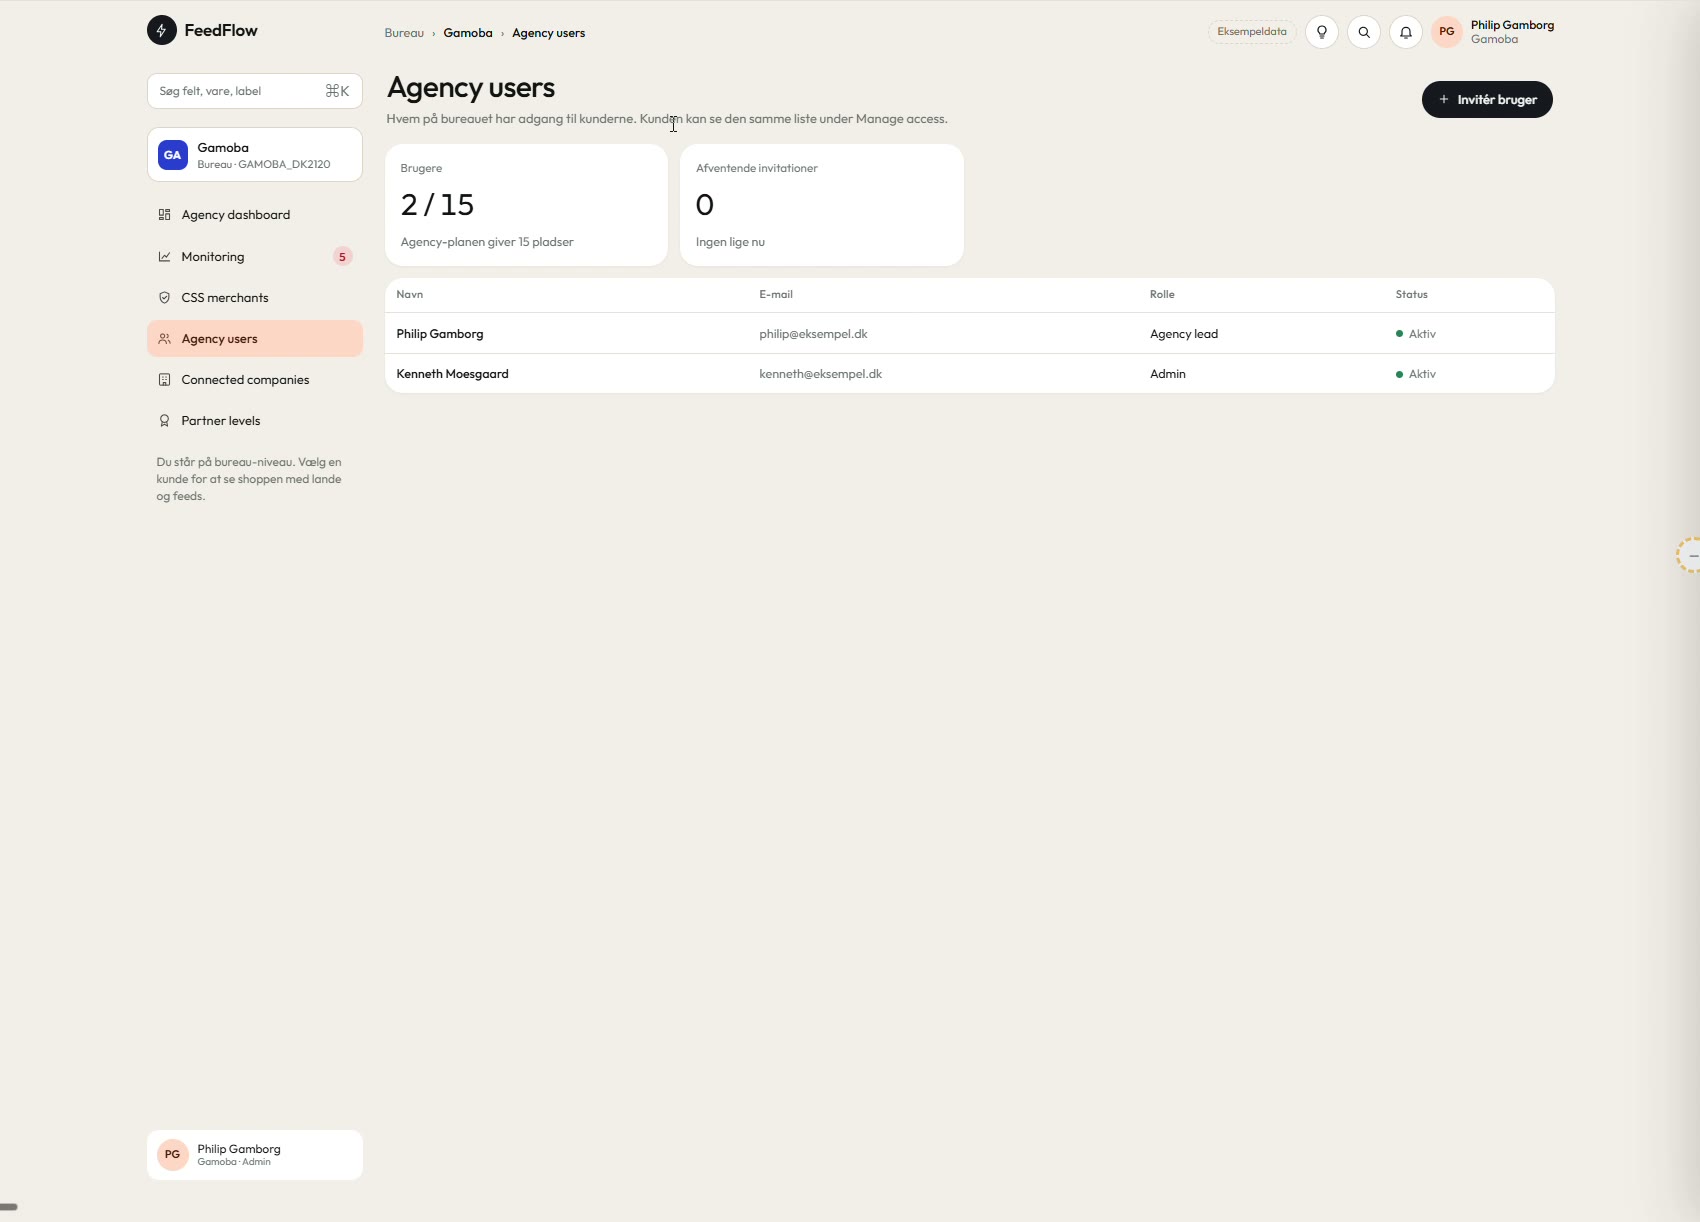 FeedFlow
Bureau › Gamoba › Agency users
Eksempeldata
PG
Philip Gamborg
Gamoba
Søg felt, vare, label ⌘K
GA
Gamoba
Bureau · GAMOBA_DK2120
Agency dashboard
Monitoring 5
CSS merchants
Agency users
Connected companies
Partner levels
Du står på bureau-niveau. Vælg en
kunde for at se shoppen med lande
og feeds.
Agency users
Hvem på bureauet har adgang til kunderne. Kunden kan se den samme liste under Manage access.
+ Invitér bruger
Brugere
2 / 15
Agency-planen giver 15 pladser
Afventende invitationer
0
Ingen lige nu
Navn E-mail Rolle Status
Philip Gamborg philip@eksempel.dk Agency lead Aktiv
Kenneth Moesgaard kenneth@eksempel.dk Admin Aktiv
PG
Philip Gamborg
Gamoba · Admin